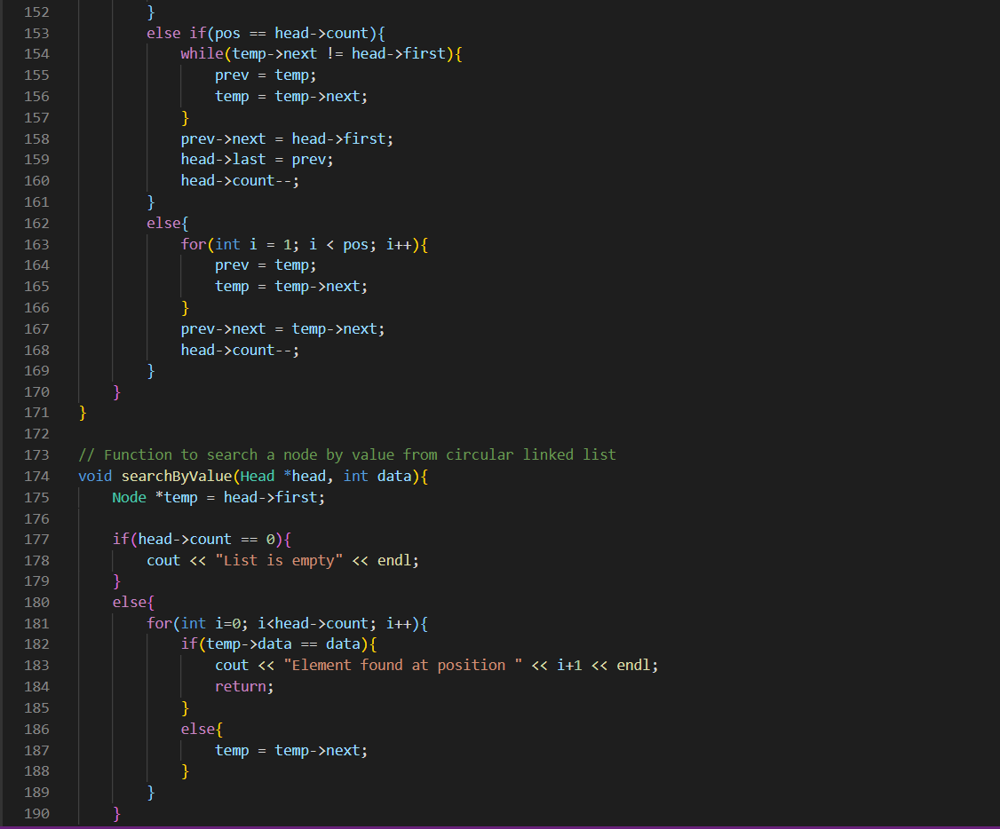 152 }
153 else if(pos == head->count){
154 while(temp->next != head->first){
155 prev = temp;
156 temp = temp->next;
157 }
158 prev->next = head->first;
159 head->last = prev;
160 head->count--;
161 }
162 else{
163 for(int i = 1; i < pos; i++){
164 prev = temp;
165 temp = temp->next;
166 }
167 prev->next = temp->next;
168 head->count--;
169 }
170 }
171 }
172
173 // Function to search a node by value from circular linked list
174 void searchByValue(Head *head, int data){
175 Node *temp = head->first;
176
177 if(head->count == 0){
178 cout << "List is empty" << endl;
179 }
180 else{
181 for(int i=0; i<head->count; i++){
182 if(temp->data == data){
183 cout << "Element found at position " << i+1 << endl;
184 return;
185 }
186 else{
187 temp = temp->next;
188 }
189 }
190 }